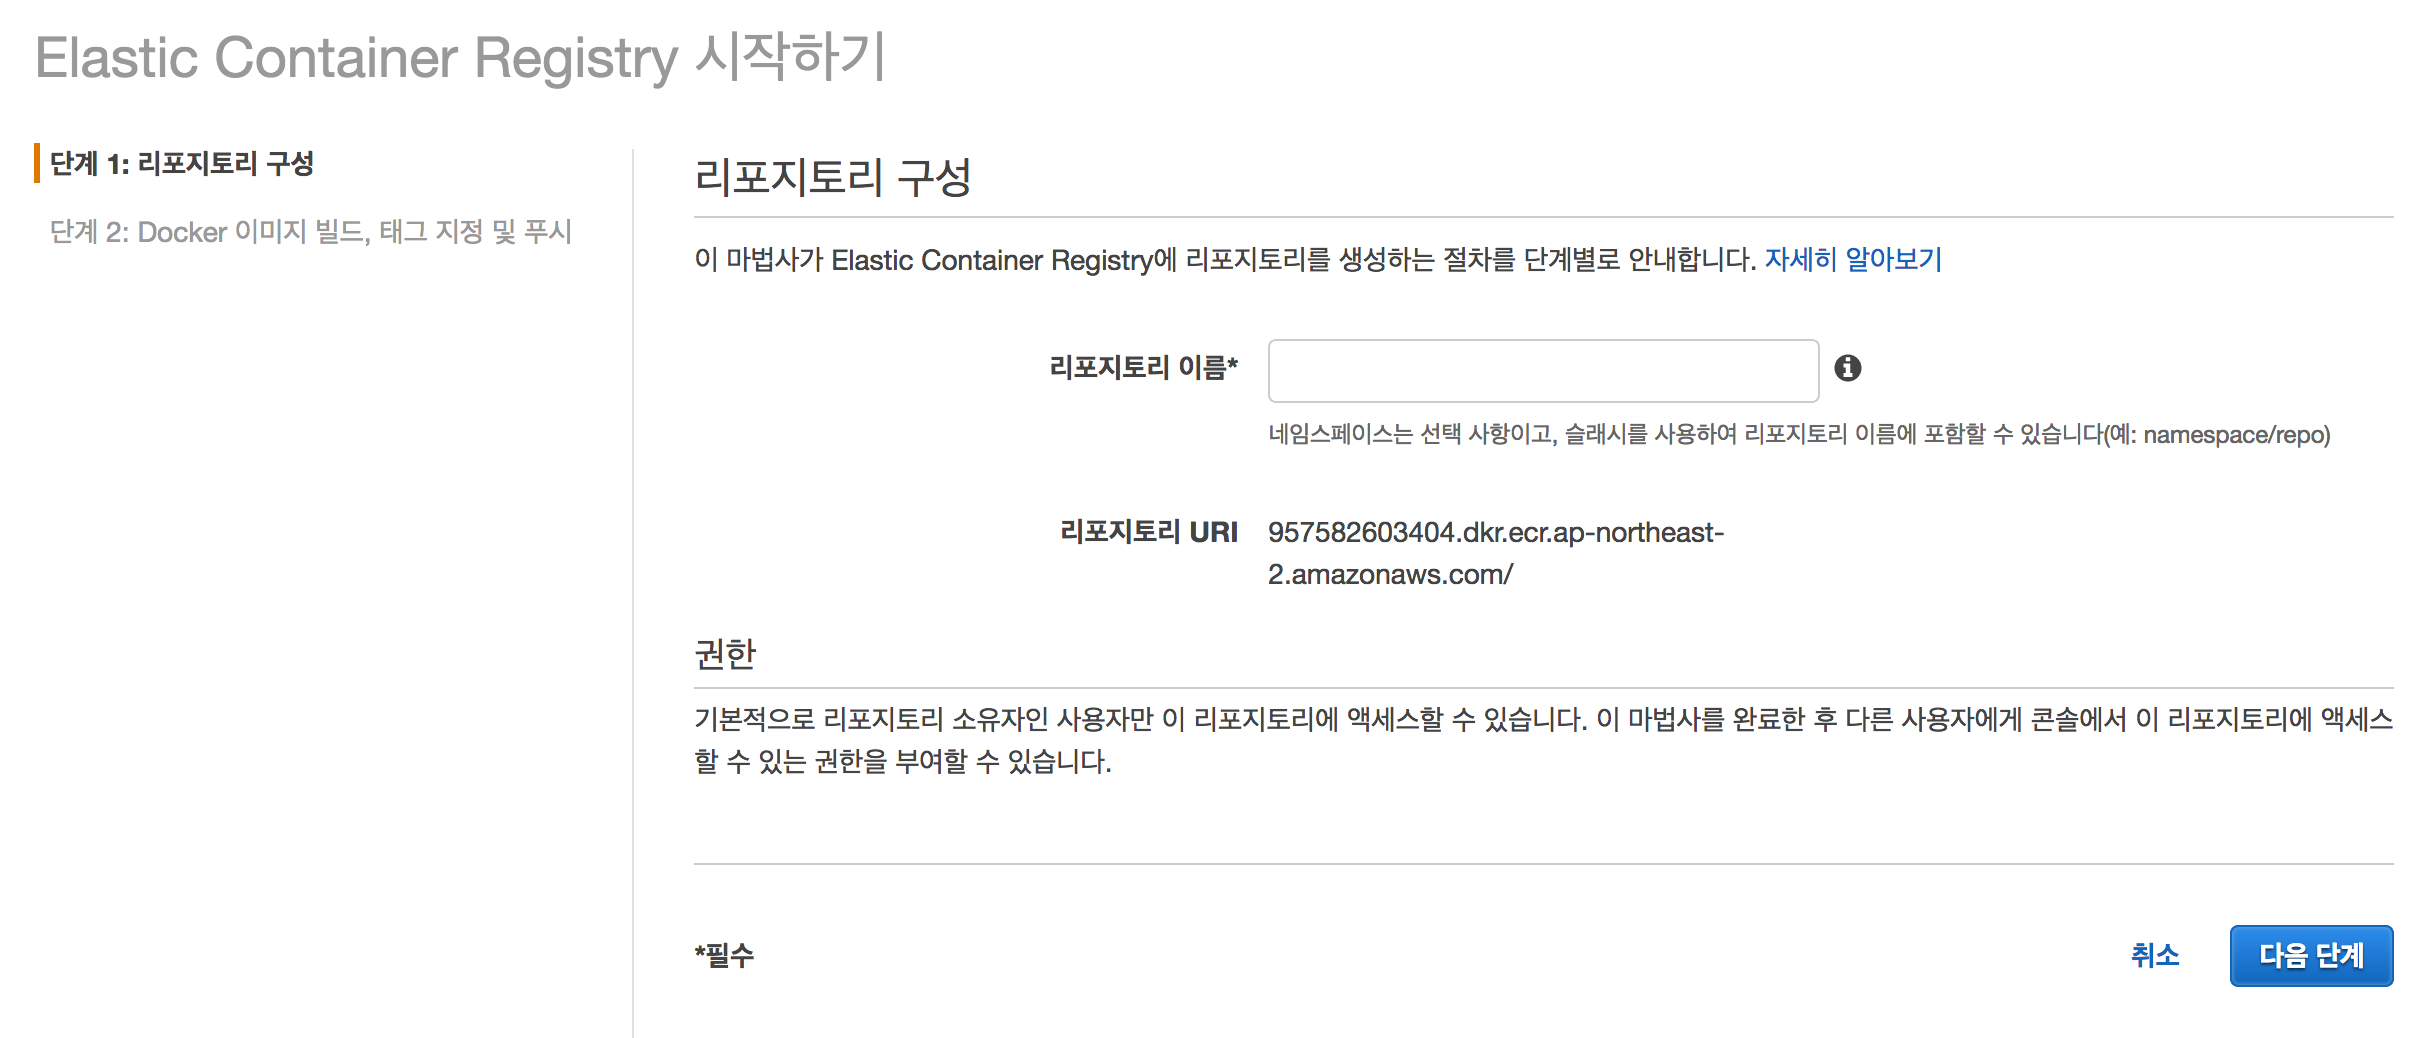 Elastic Container Registry 시작하기
단계 1: 리포지토리 구성
단계 2: Docker 이미지 빌드, 태그 지정 및 푸시
리포지토리 구성
이 마법사가 Elastic Container Registry에 리포지토리를 생성하는 절차를 단계별로 안내합니다. 자세히 알아보기
리포지토리 이름*
네임스페이스는 선택 사항이고, 슬래시를 사용하여 리포지토리 이름에 포함할 수 있습니다(예: namespace/repo)
리포지토리 URI 957582603404.dkr.ecr.ap-northeast-
2.amazonaws.com/
권한
기본적으로 리포지토리 소유자인 사용자만 이 리포지토리에 액세스할 수 있습니다. 이 마법사를 완료한 후 다른 사용자에게 콘솔에서 이 리포지토리에 액세스
할 수 있는 권한을 부여할 수 있습니다.
*필수 취소 다음 단계